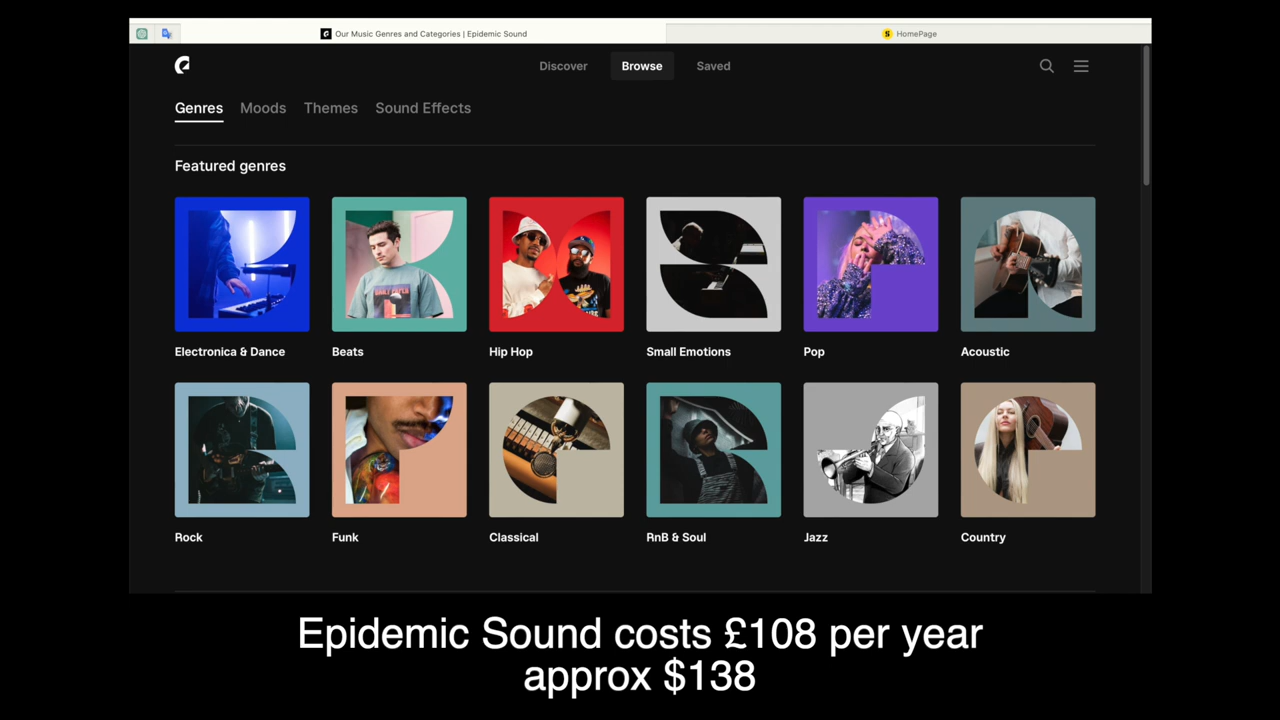 Our Music Genres and Categories | Epidemic Sound
HomePage
Discover Browse Saved
Genres Moods Themes Sound Effects
Featured genres
Electronica & Dance
Beats
Hip Hop
Small Emotions
Pop
Acoustic
Rock
Funk
Classical
RnB & Soul
Jazz
Country
Epidemic Sound costs £108 per year
approx $138